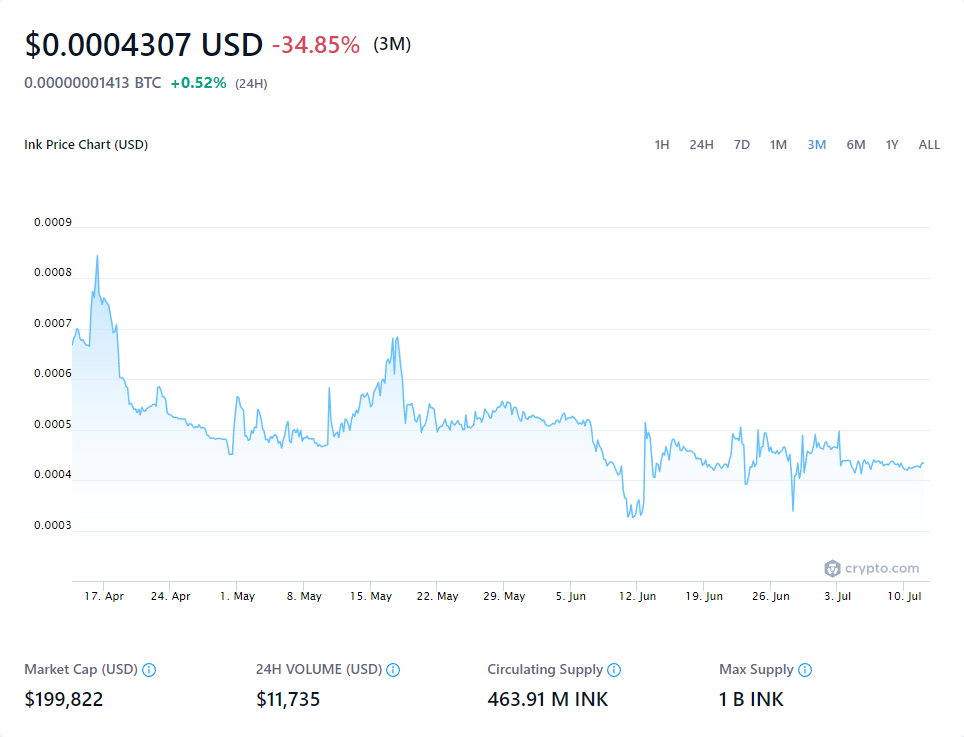 $0.0004307 USD -34.85% (3M)
0.00000001413 BTC +0.52% (24H)
Ink Price Chart (USD) 1H 24H 7D 1M 3M 6M 1Y ALL
0.0009
0.0008
0.0007
0.0006
0.0005
0.0004
0.0003
crypto.com
17. Apr 24. Apr 1. May 8. May 15. May 22. May 29. May 5. Jun 12. Jun 19. Jun 26. Jun 3. Jul 10. Jul
Market Cap (USD) 24H VOLUME (USD) Circulating Supply Max Supply
$199,822 $11,735 463.91 M INK 1 B INK